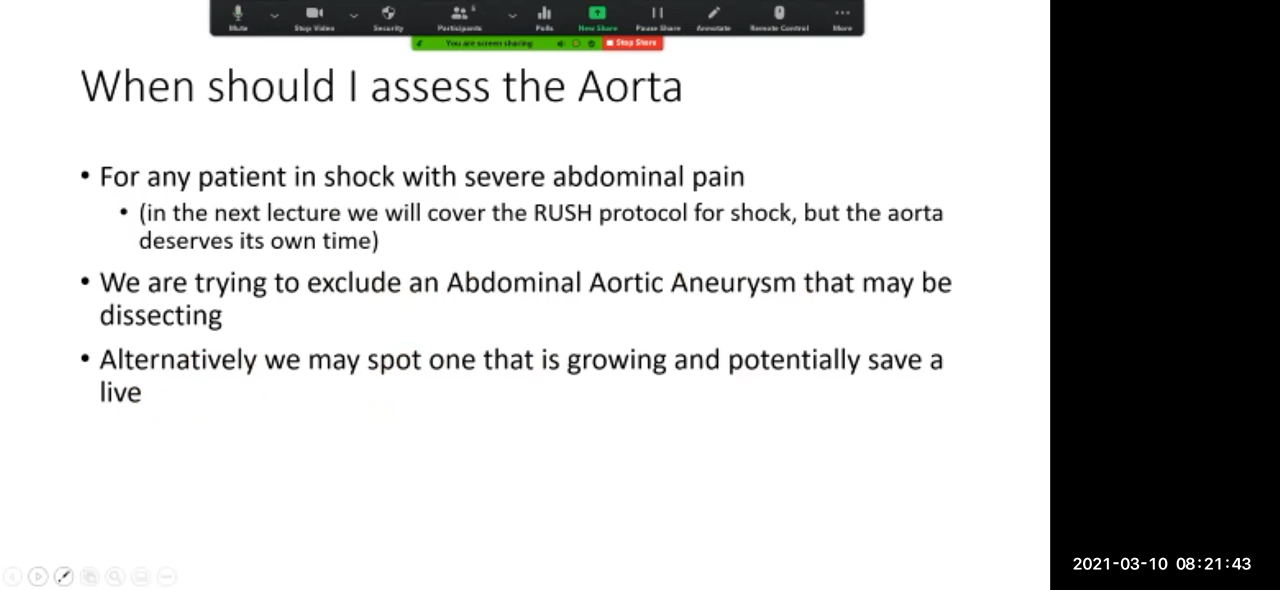 Mute
Stop Video
Security
Participants
Polls
New Share
Pause Share
Annotate
Remote Control
More
You are screen sharing
Stop Share
When should I assess the Aorta
• For any patient in shock with severe abdominal pain
• (in the next lecture we will cover the RUSH protocol for shock, but the aorta
deserves its own time)
• We are trying to exclude an Abdominal Aortic Aneurysm that may be
dissecting
• Alternatively we may spot one that is growing and potentially save a
live
2021-03-10 08:21:43